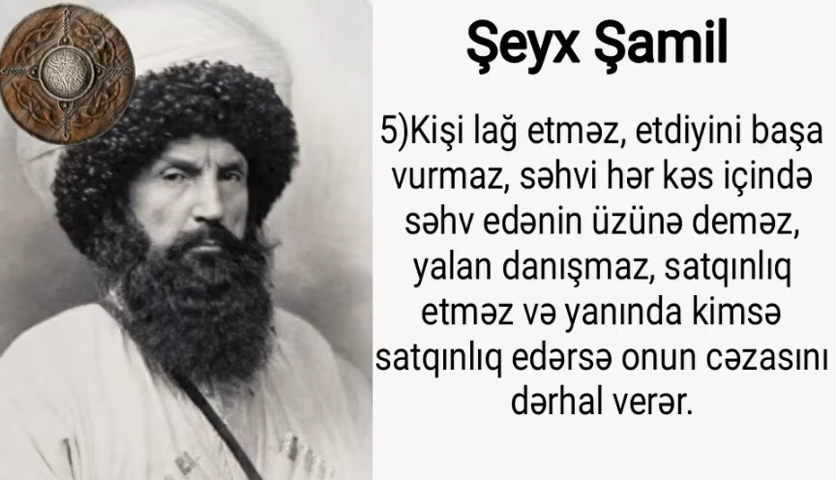 Şeyx Şamil
5)Kişi lağ etməz, etdiyini başa
vurmaz, səhvi hər kəs içində
səhv edənin üzünə deməz,
yalan danışmaz, satqınlıq
etməz və yanında kimsə
satqınlıq edərsə onun cəzasını
dərhal verər.